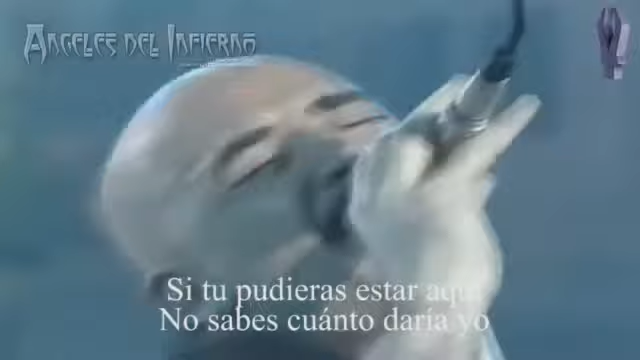 ANGELES DEL INFIERNO
Si tu pudieras estar aquí
No sabes cuánto daría yo